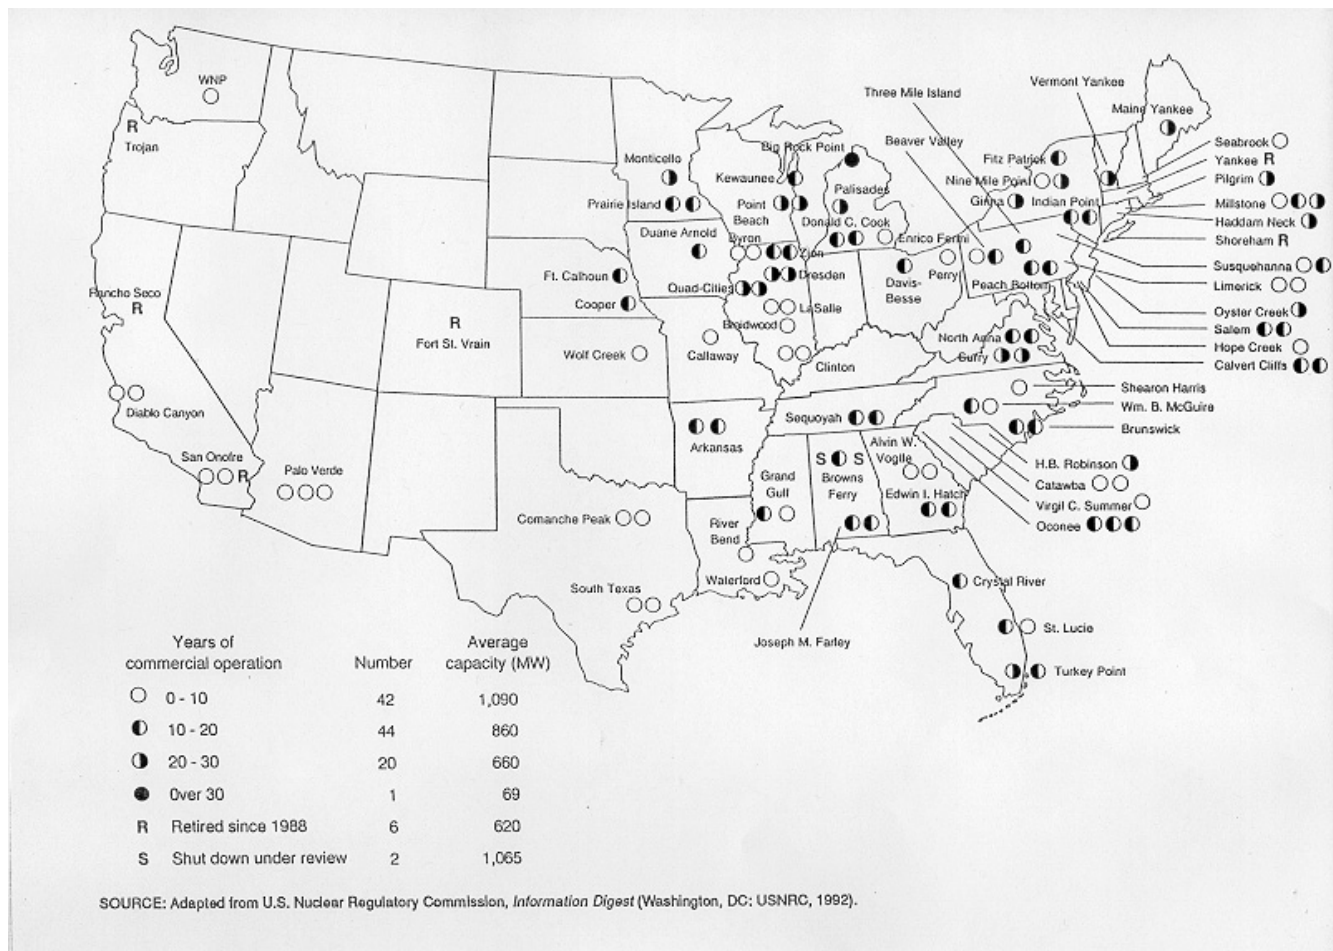 WNP
R
Trojan
Rancho Seco
R
Diablo Canyon
San Onofre
R
Palo Verde
R
Fort St. Vrain
Monticello
Prairie Island
Duane Arnold
Ft. Calhoun
Cooper
Wolf Creek
Callaway
Kewaunee
Point
Beach
Byron
Zion
Dresden
Quad-Cities
LaSalle
Braidwood
Clinton
Big Rock Point
Palisades
Donald C. Cook
Enrico Fermi
Davis-
Besse
Perry
Three Mile Island
Beaver Valley
Vermont Yankee
Maine Yankee
Fitz Patrick
Nine Mile Point
Ginna
Indian Point
Peach Bottom
North Anna
Surry
Seabrook
Yankee R
Pilgrim
Millstone
Haddam Neck
Shoreham R
Susquehanna
Limerick
Oyster Creek
Salem
Hope Creek
Calvert Cliffs
Shearon Harris
Wm. B. McGuire
Brunswick
H.B. Robinson
Catawba
Virgil C. Summer
Oconee
Arkansas
Sequoyah
Alvin W.
Vogtle
S S
Browns
Ferry
Edwin I. Hatch
Grand
Gulf
River
Bend
Waterford
Comanche Peak
South Texas
Joseph M. Farley
Crystal River
St. Lucie
Turkey Point
Years of
commercial operation
Number
Average
capacity (MW)
0 - 10 42 1,090
10 - 20 44 860
20 - 30 20 660
Over 30 1 69
R Retired since 1988 6 620
S Shut down under review 2 1,065
SOURCE: Adapted from U.S. Nuclear Regulatory Commission, Information Digest (Washington, DC: USNRC, 1992).